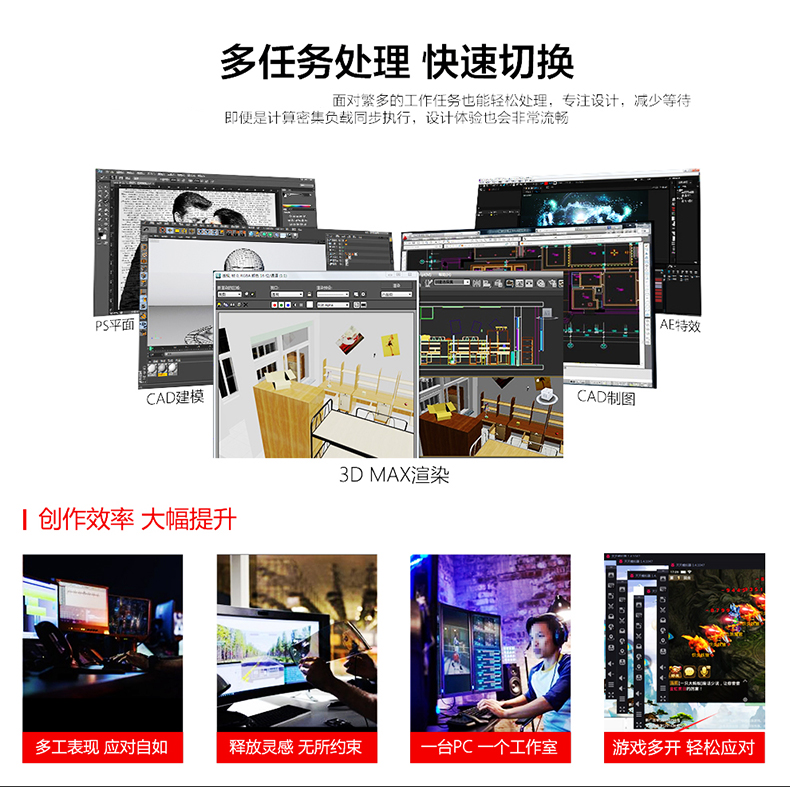 多任务处理 快速切换
面对繁多的工作任务也能轻松处理，专注设计，减少等待
即便是计算密集负载同步执行，设计体验也会非常流畅
PS平面
AE特效
CAD建模
CAD制图
3D MAX渲染
创作效率 大幅提升
多工表现 应对自如
释放灵感 无所约束
一台PC 一个工作室
游戏多开 轻松应对